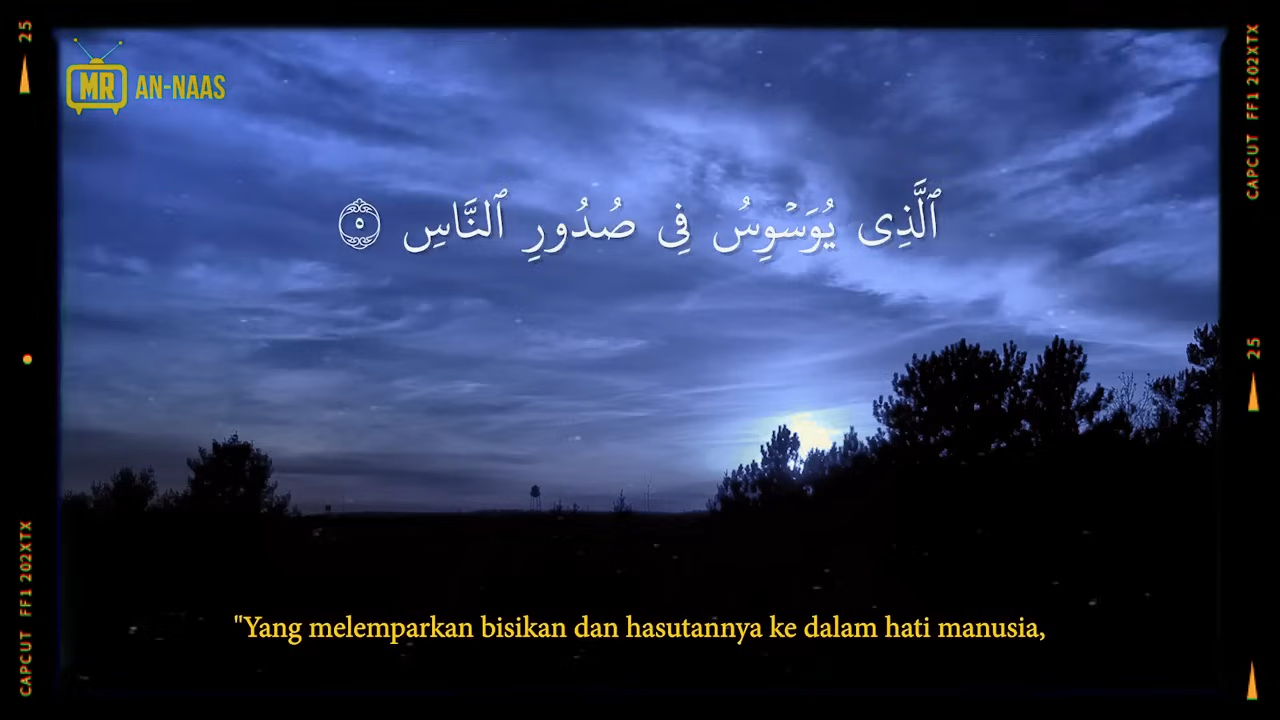 MR AN-NAAS
ٱلَّذِى يُوَسْوِسُ فِى صُدُورِ ٱلنَّاسِ ٥
"Yang melemparkan bisikan dan hasutannya ke dalam hati manusia,
25
CAPCUT FF1 202XTX
CAPCUT FF1 202XTX
25